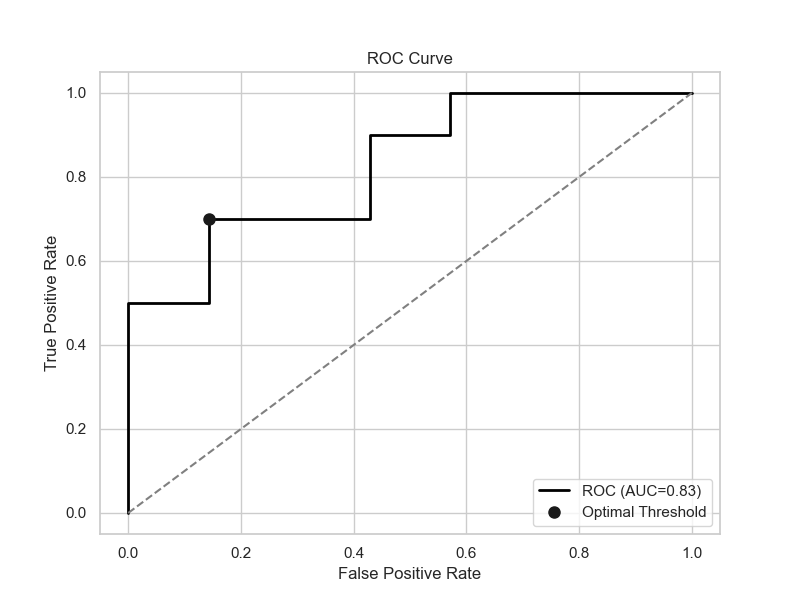 ROC Curve
1.0
0.8
0.6
0.4
0.2
0.0
True Positive Rate
0.0 0.2 0.4 0.6 0.8 1.0
False Positive Rate
ROC (AUC=0.83)
Optimal Threshold